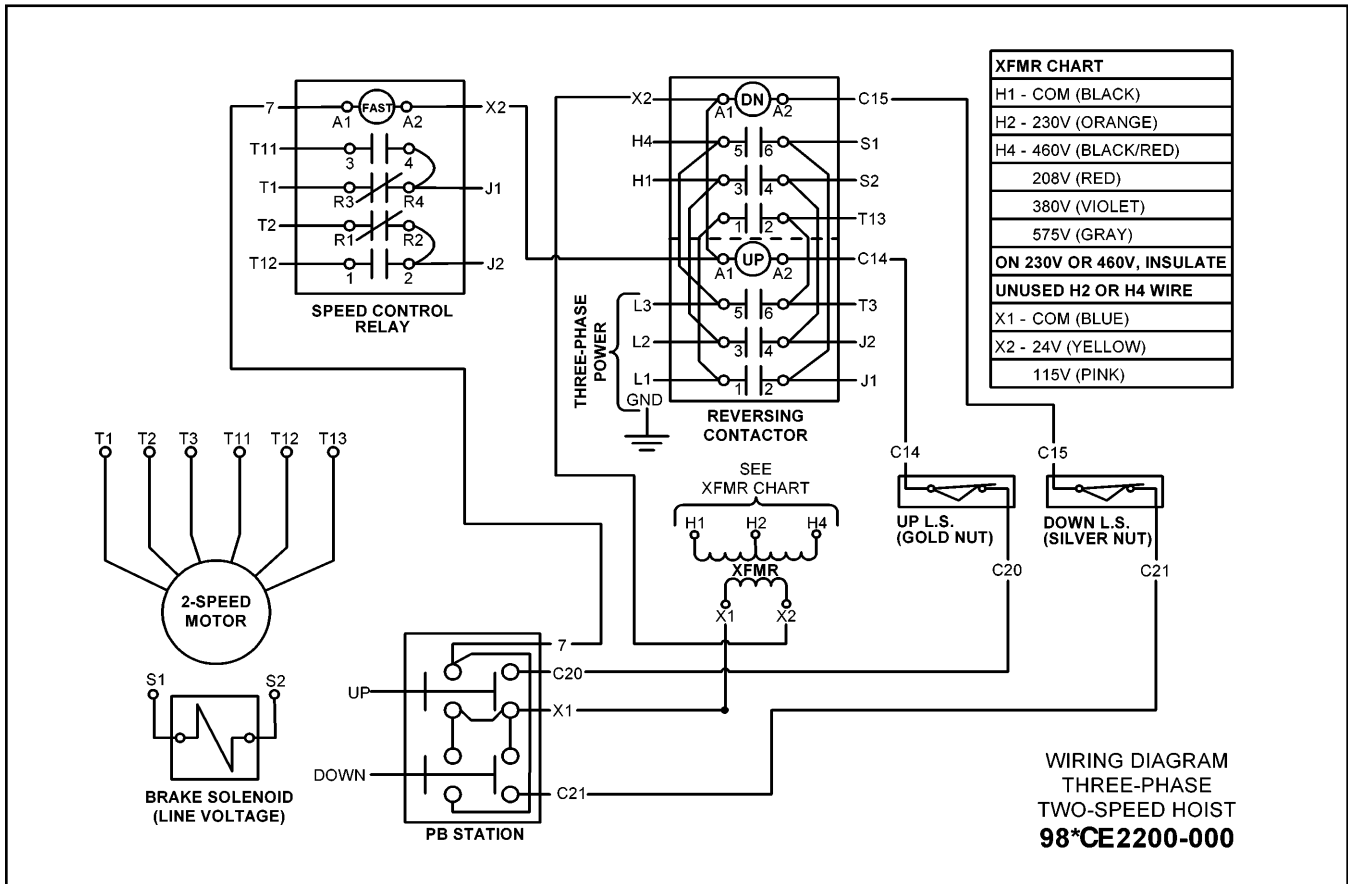 7
FAST
A1
A2
X2
T11
3
4
T1
R3
R4
J1
T2
R1
R2
T12
1
2
J2
SPEED CONTROL
RELAY
X2
DN
A1
A2
C15
H4
5
6
S1
H1
3
4
S2
1
2
T13
UP
A1
A2
C14
THREE-PHASE
POWER
L3
5
6
T3
L2
3
4
J2
L1
1
2
J1
GND
REVERSING
CONTACTOR
XFMR CHART
H1 - COM (BLACK)
H2 - 230V (ORANGE)
H4 - 460V (BLACK/RED)
208V (RED)
380V (VIOLET)
575V (GRAY)
ON 230V OR 460V, INSULATE
UNUSED H2 OR H4 WIRE
X1 - COM (BLUE)
X2 - 24V (YELLOW)
115V (PINK)
T1 T2 T3 T11 T12 T13
2-SPEED
MOTOR
S1
S2
BRAKE SOLENOID
(LINE VOLTAGE)
SEE
XFMR CHART
H1 H2 H4
XFMR
X1 X2
C14
UP L.S.
(GOLD NUT)
C20
C15
DOWN L.S.
(SILVER NUT)
C21
7
C20
UP
X1
DOWN
C21
PB STATION
WIRING DIAGRAM
THREE-PHASE
TWO-SPEED HOIST
98*CE2200-000